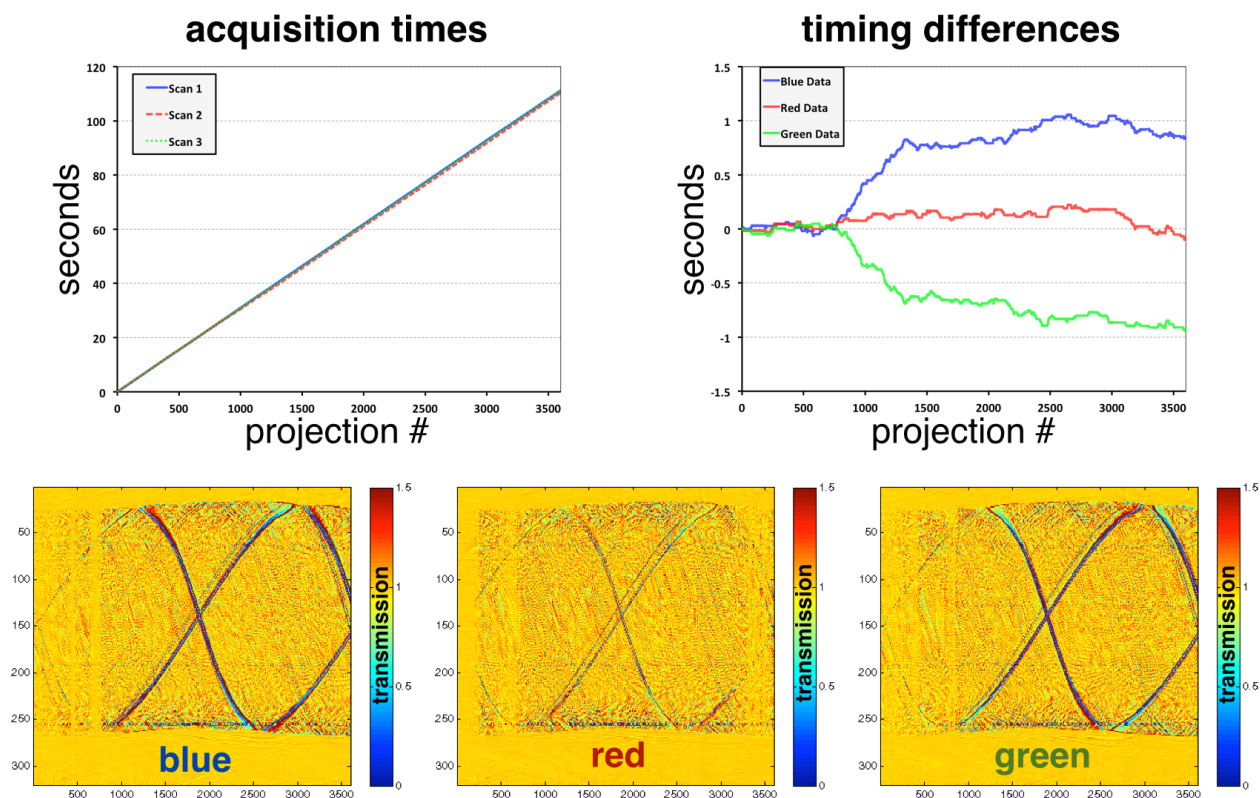 acquisition times
120
100
80
60
40
20
0
seconds
Scan 1
Scan 2
Scan 3
0 500 1000 1500 2000 2500 3000 3500
projection #
timing differences
1.5
1
0.5
0
-0.5
-1
-1.5
seconds
Blue Data
Red Data
Green Data
0 500 1000 1500 2000 2500 3000 3500
projection #
50
100
150
200
250
300
500 1000 1500 2000 2500 3000 3500
blue
1.5
1
0.5
0
transmission
50
100
150
200
250
300
500 1000 1500 2000 2500 3000 3500
red
1.5
1
0.5
0
transmission
50
100
150
200
250
300
500 1000 1500 2000 2500 3000 3500
green
1.5
1
0.5
0
transmission